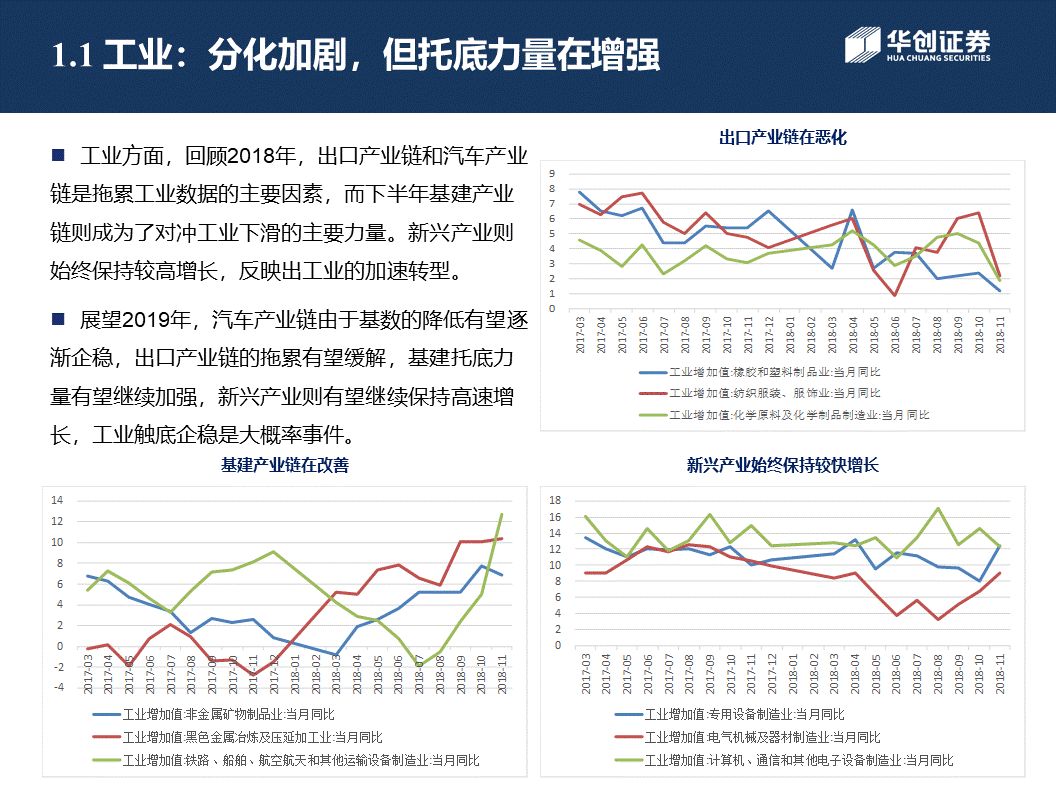 1.1 工业：分化加剧，但托底力量在增强
华创证券
HUA CHUANG SECURITIES
■ 工业方面，回顾2018年，出口产业链和汽车产业
链是拖累工业数据的主要因素，而下半年基建产业
链则成为了对冲工业下滑的主要力量。新兴产业则
始终保持较高增长，反映出工业的加速转型。
■ 展望2019年，汽车产业链由于基数的降低有望逐
渐企稳，出口产业链的拖累有望缓解，基建托底力
量有望继续加强，新兴产业则有望继续保持高速增
长，工业触底企稳是大概率事件。
出口产业链在恶化
9
8
7
6
5
4
3
2
1
0
2017-03 2017-04 2017-05 2017-06 2017-07 2017-08 2017-09 2017-10 2017-11 2017-12 2018-01 2018-02 2018-03 2018-04 2018-05 2018-06 2018-07 2018-08 2018-09 2018-10 2018-11
工业增加值:橡胶和塑料制品业:当月同比
工业增加值:纺织服装、服饰业:当月同比
工业增加值:化学原料及化学制品制造业:当月同比
基建产业链在改善
14
12
10
8
6
4
2
0
-2
-4
2017-03 2017-04 2017-05 2017-06 2017-07 2017-08 2017-09 2017-10 2017-11 2017-12 2018-01 2018-02 2018-03 2018-04 2018-05 2018-06 2018-07 2018-08 2018-09 2018-10 2018-11
工业增加值:非金属矿物制品业:当月同比
工业增加值:黑色金属冶炼及压延加工业:当月同比
工业增加值:铁路、船舶、航空航天和其他运输设备制造业:当月同比
新兴产业始终保持较快增长
18
16
14
12
10
8
6
4
2
0
2017-03 2017-04 2017-05 2017-06 2017-07 2017-08 2017-09 2017-10 2017-11 2017-12 2018-01 2018-02 2018-03 2018-04 2018-05 2018-06 2018-07 2018-08 2018-09 2018-10 2018-11
工业增加值:专用设备制造业:当月同比
工业增加值:电气机械及器材制造业:当月同比
工业增加值:计算机、通信和其他电子设备制造业:当月同比